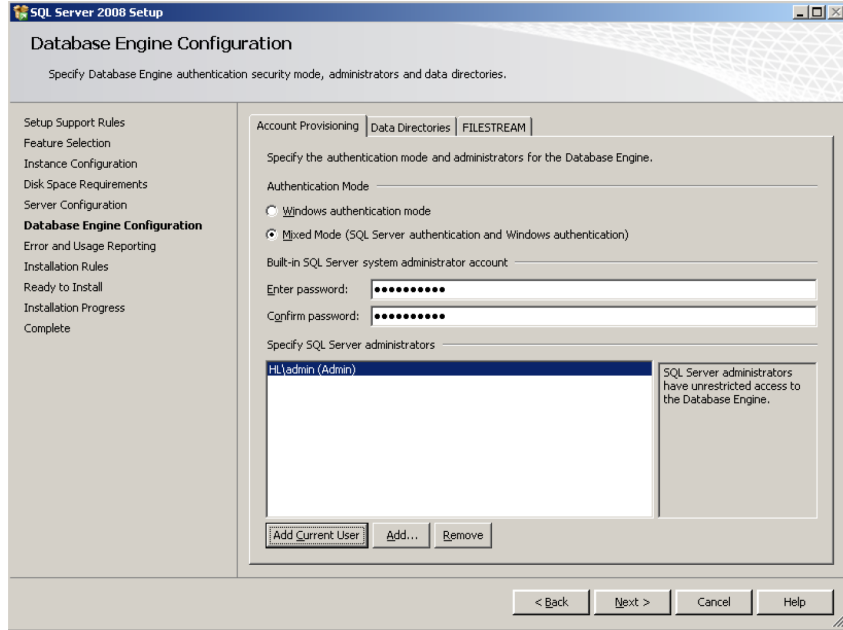 SQL Server 2008 Setup
Database Engine Configuration
Specify Database Engine authentication security mode, administrators and data directories.
Setup Support Rules
Feature Selection
Instance Configuration
Disk Space Requirements
Server Configuration
Database Engine Configuration
Error and Usage Reporting
Installation Rules
Ready to Install
Installation Progress
Complete
Account Provisioning
Data Directories
FILESTREAM
Specify the authentication mode and administrators for the Database Engine.
Authentication Mode
Windows authentication mode
Mixed Mode (SQL Server authentication and Windows authentication)
Built-in SQL Server system administrator account
Enter password:
●●●●●●●●●●
Confirm password:
●●●●●●●●●●
Specify SQL Server administrators
HL\admin (Admin)
SQL Server administrators
have unrestricted access to
the Database Engine.
Add Current User
Add...
Remove
< Back
Next >
Cancel
Help